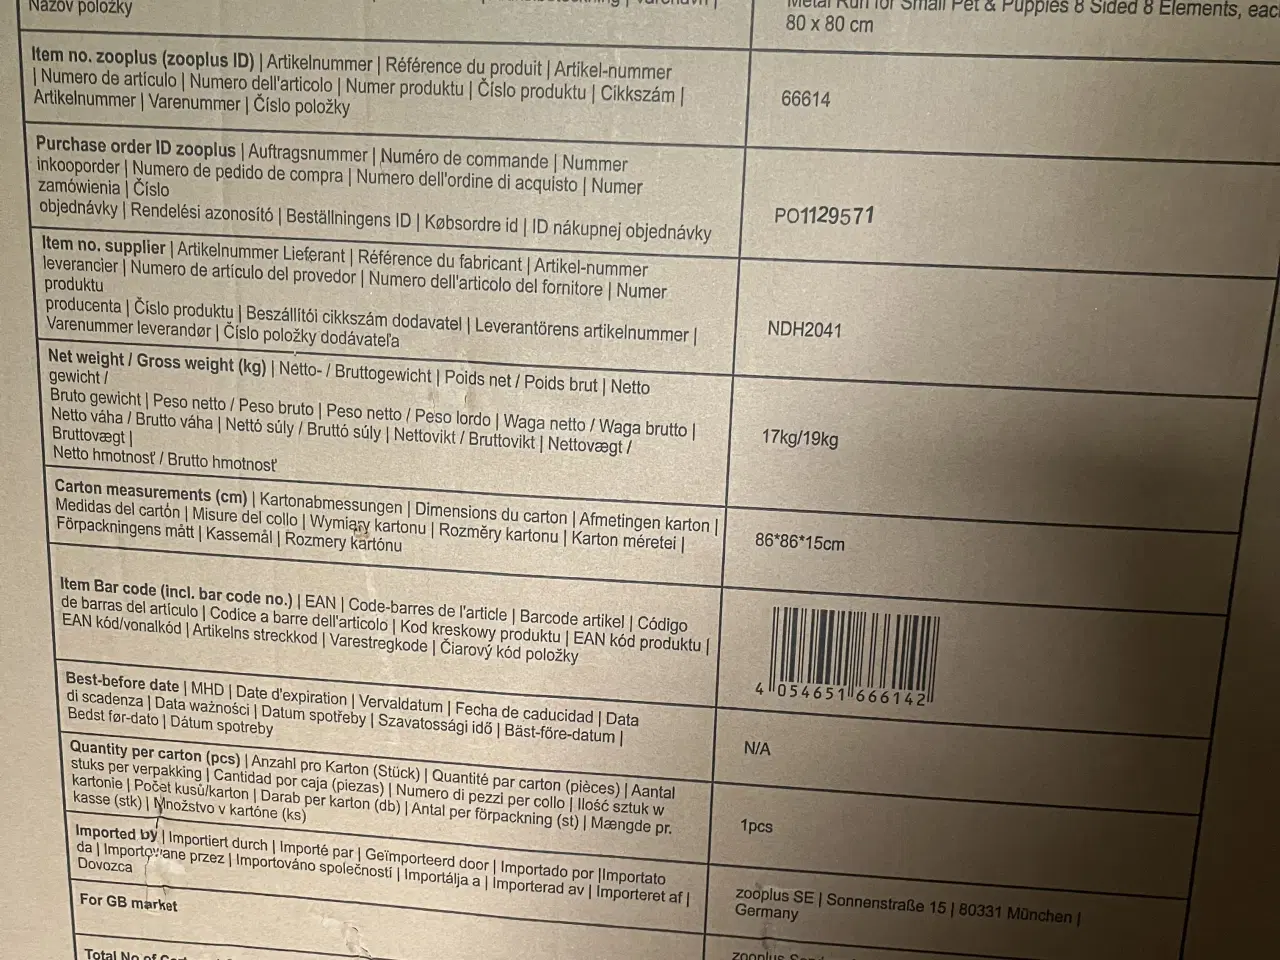 Názov položky
Metal Run for Small Pet & Puppies 8 Sided 8 Elements, eac
80 x 80 cm
Item no. zooplus (zooplus ID) | Artikelnummer | Référence du produit | Artikel-nummer
| Numero de artículo | Numero dell'articolo | Numer produktu | Číslo produktu | Cikkszám |
Artikelnummer | Varenummer | Číslo položky
66614
Purchase order ID zooplus | Auftragsnummer | Numéro de commande | Nummer
inkooporder | Numero de pedido de compra | Numero dell'ordine di acquisto | Numer
zamówienia | Číslo
objednávky | Rendelési azonosító | Beställningens ID | Købsordre id | ID nákupnej objednávky
PO1129571
Item no. supplier | Artikelnummer Lieferant | Référence du fabricant | Artikel-nummer
leverancier | Numero de artículo del provedor | Numero dell'articolo del fornitore | Numer
produktu
producenta | Číslo produktu | Beszállítói cikkszám dodavatel | Leverantörens artikelnummer |
Varenummer leverandør | Číslo položky dodávateľa
NDH2041
Net weight / Gross weight (kg) | Netto- / Bruttogewicht | Poids net / Poids brut | Netto
gewicht /
Bruto gewicht | Peso netto / Peso bruto | Peso netto / Peso lordo | Waga netto / Waga brutto |
Netto váha / Brutto váha | Nettó súly / Bruttó súly | Nettovikt / Bruttovikt | Nettovægt /
Bruttovægt |
Netto hmotnosť / Brutto hmotnosť
17kg/19kg
Carton measurements (cm) | Kartonabmessungen | Dimensions du carton | Afmetingen karton |
Medidas del cartón | Misure del collo | Wymiary kartonu | Rozměry kartonu | Karton méretei |
Förpackningens mått | Kassemål | Rozmery kartónu
86*86*15cm
Item Bar code (incl. bar code no.) | EAN | Code-barres de l'article | Barcode artikel | Código
de barras del artículo | Codice a barre dell'articolo | Kod kreskowy produktu | EAN kód produktu |
EAN kód/vonalkód | Artikelns streckkod | Varestregkode | Čiarový kód položky
4 054651 666142
Best-before date | MHD | Date d'expiration | Vervaldatum | Fecha de caducidad | Data
di scadenza | Data ważności | Datum spotřeby | Szavatossági idő | Bäst-före-datum |
Bedst før-dato | Dátum spotreby
N/A
Quantity per carton (pcs) | Anzahl pro Karton (Stück) | Quantité par carton (pièces) | Aantal
stuks per verpakking | Cantidad por caja (piezas) | Numero di pezzi per collo | Ilość sztuk w
kartonie | Počet kusů/karton | Darab per karton (db) | Antal per förpackning (st) | Mængde pr.
kasse (stk) | Množstvo v kartóne (ks)
1pcs
Imported by | Importiert durch | Importé par | Geïmporteerd door | Importado por |Importato
da | Importowane przez | Importováno společností | Importálja a | Importerad av | Importeret af |
Dovozca
zooplus SE | Sonnenstraße 15 | 80331 München |
Germany
For GB market
Total No of
zooplus